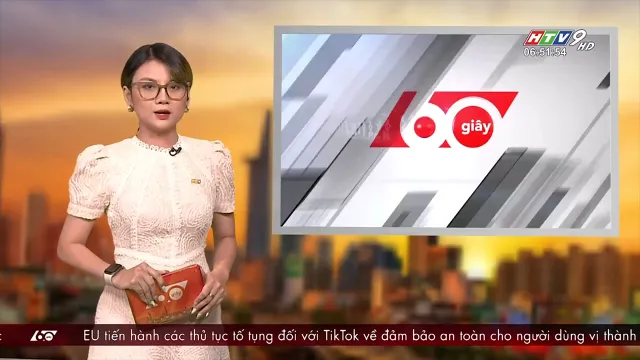 HTV9 HD
06:51:54
60 giây
60 EU tiến hành các thủ tục tố tụng đối với TikTok về đảm bảo an toàn cho người dùng vị thành